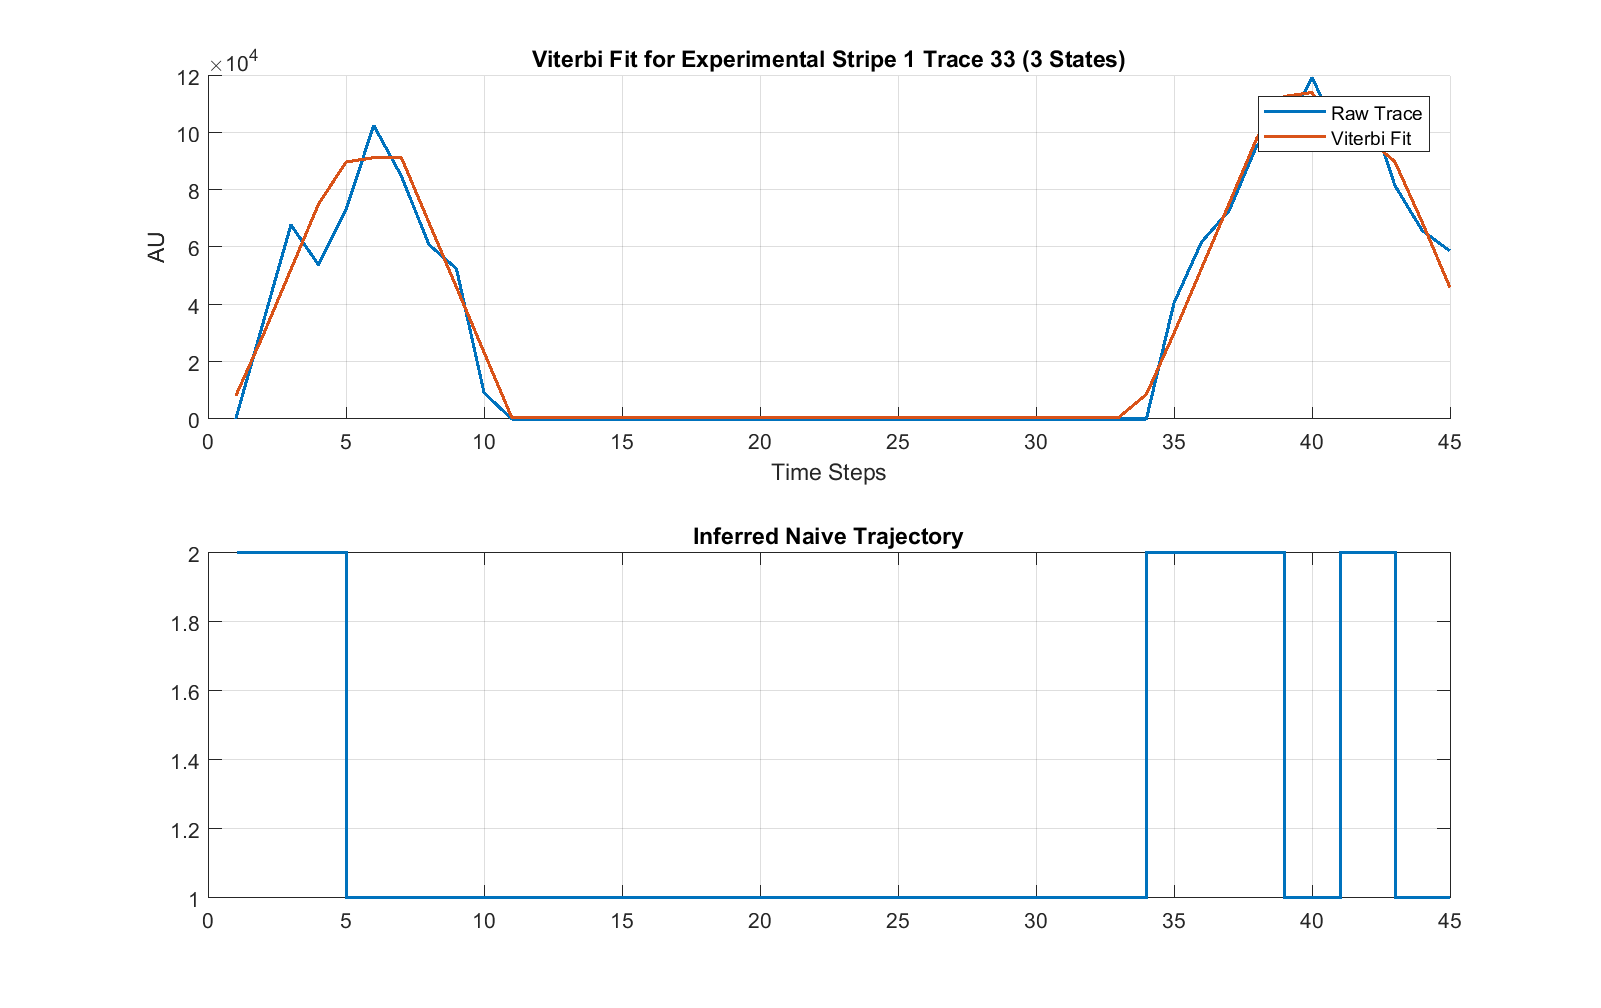 Viterbi Fit for Experimental Stripe 1 Trace 33 (3 States)
×10⁴
12
10
8
6
4
2
0
AU
Raw Trace
Viterbi Fit
0 5 10 15 20 25 30 35 40 45
Time Steps
Inferred Naive Trajectory
2
1.8
1.6
1.4
1.2
1
0 5 10 15 20 25 30 35 40 45